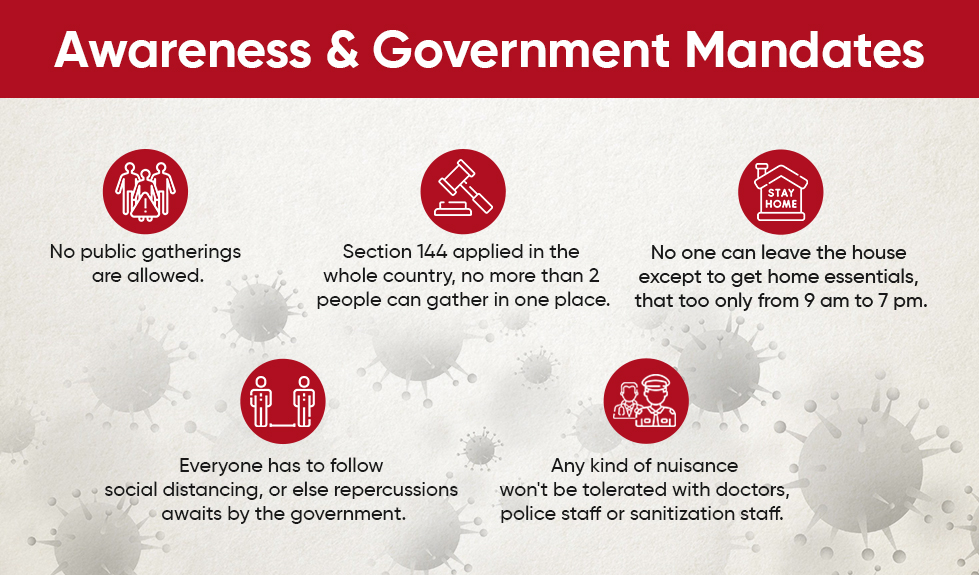 Awareness & Government Mandates
No public gatherings
are allowed.
Section 144 applied in the
whole country, no more than 2
people can gather in one place.
STAY
HOME
No one can leave the house
except to get home essentials,
that too only from 9 am to 7 pm.
Everyone has to follow
social distancing, or else repercussions
awaits by the government.
Any kind of nuisance
won't be tolerated with doctors,
police staff or sanitization staff.